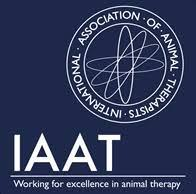 INTERNATIONAL · ASSOCIATION · OF · ANIMAL · THERAPISTS ·
IAAT
Working for excellence in animal therapy